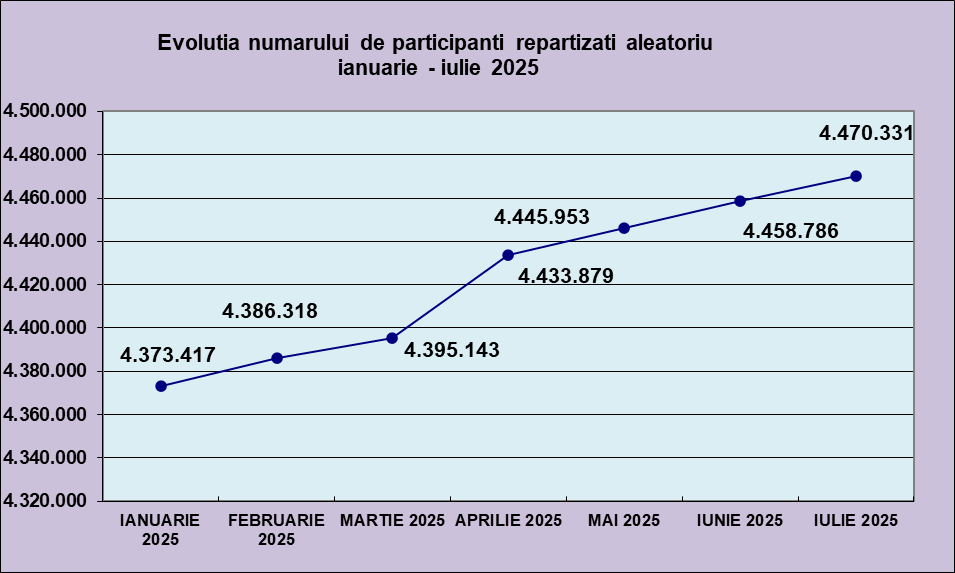 Evolutia numarului de participanti repartizati aleatoriu
ianuarie - iulie 2025
4.500.000
4.480.000
4.460.000
4.440.000
4.420.000
4.400.000
4.380.000
4.360.000
4.340.000
4.320.000
4.373.417
4.386.318
4.395.143
4.433.879
4.445.953
4.458.786
4.470.331
IANUARIE
2025
FEBRUARIE
2025
MARTIE 2025
APRILIE 2025
MAI 2025
IUNIE 2025
IULIE 2025